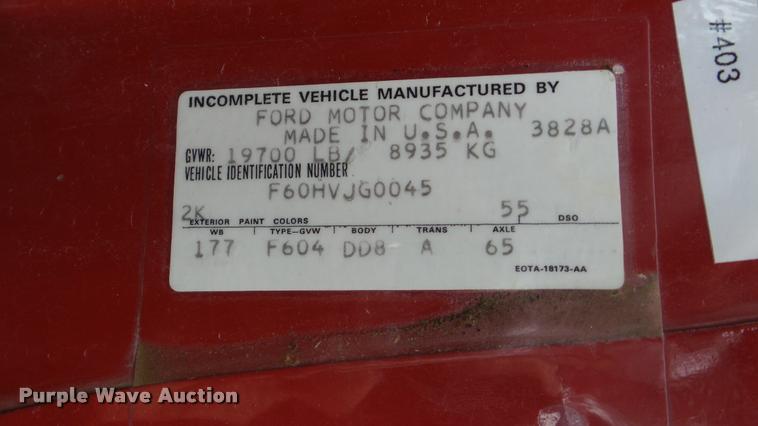 #403
INCOMPLETE VEHICLE MANUFACTURED BY
FORD MOTOR COMPANY
MADE IN U.S.A. 3828A
GVWR: 19700 LB/ 8935 KG
VEHICLE IDENTIFICATION NUMBER
F60HVJG0045
2K 55
EXTERIOR PAINT COLORS DSO
WB TYPE-GVW BODY TRANS AXLE
177 F604 DD8 A 65
EOTA-18173-AA
Purple Wave Auction®